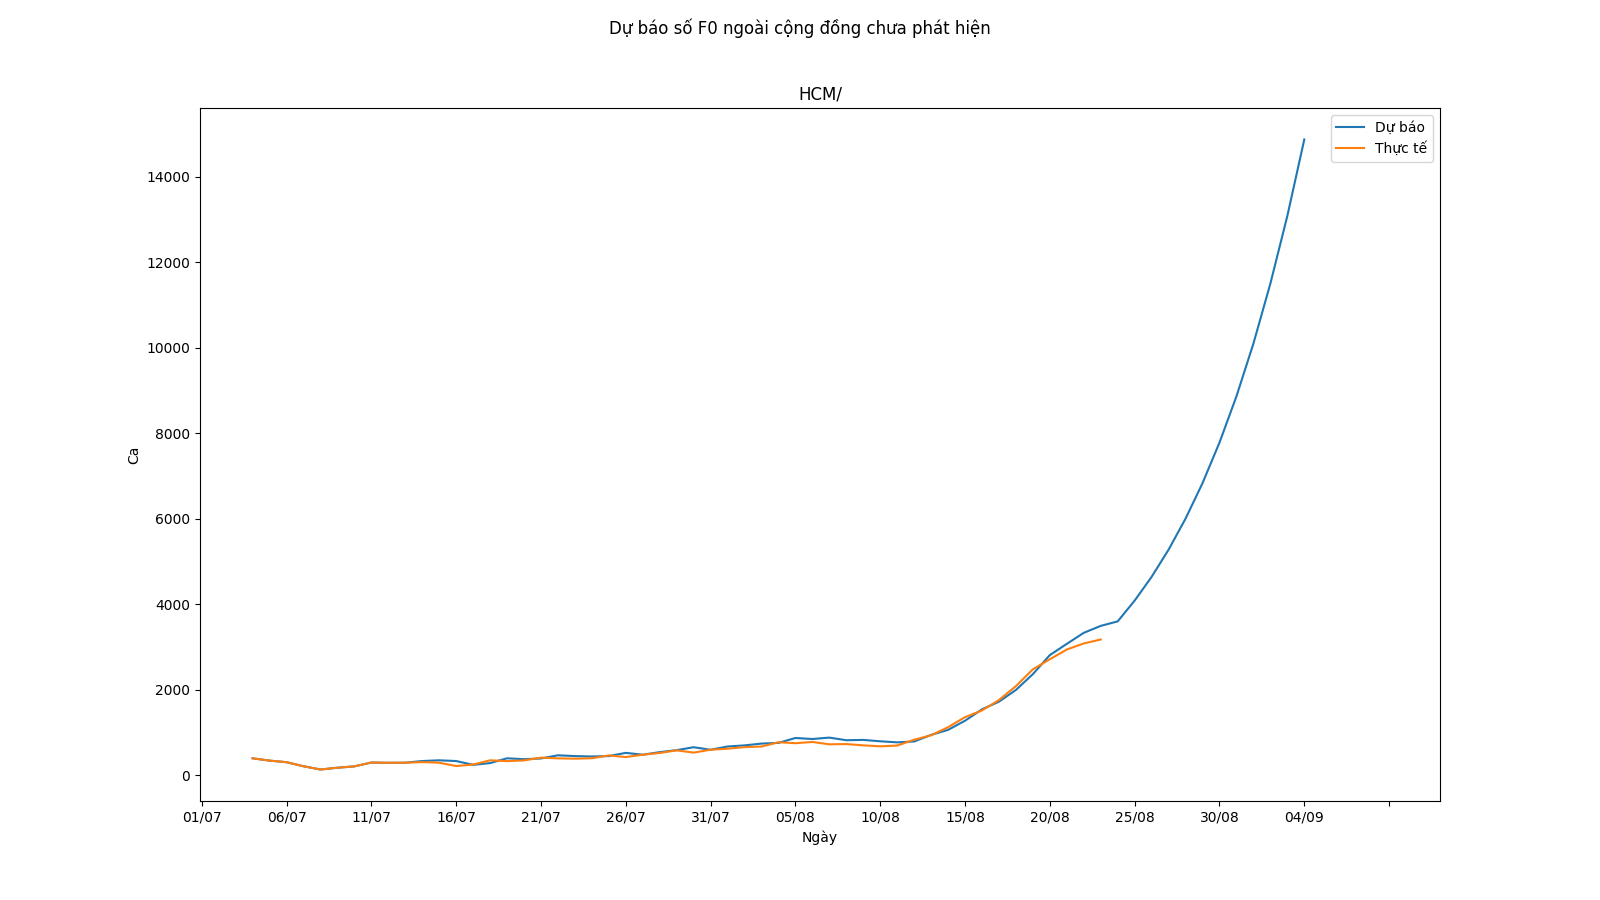 Dự báo số F0 ngoài cộng đồng chưa phát hiện
HCM/
Dự báo
Thực tế
14000
12000
10000
8000
6000
4000
2000
0
Ca
01/07 06/07 11/07 16/07 21/07 26/07 31/07 05/08 10/08 15/08 20/08 25/08 30/08 04/09
Ngày